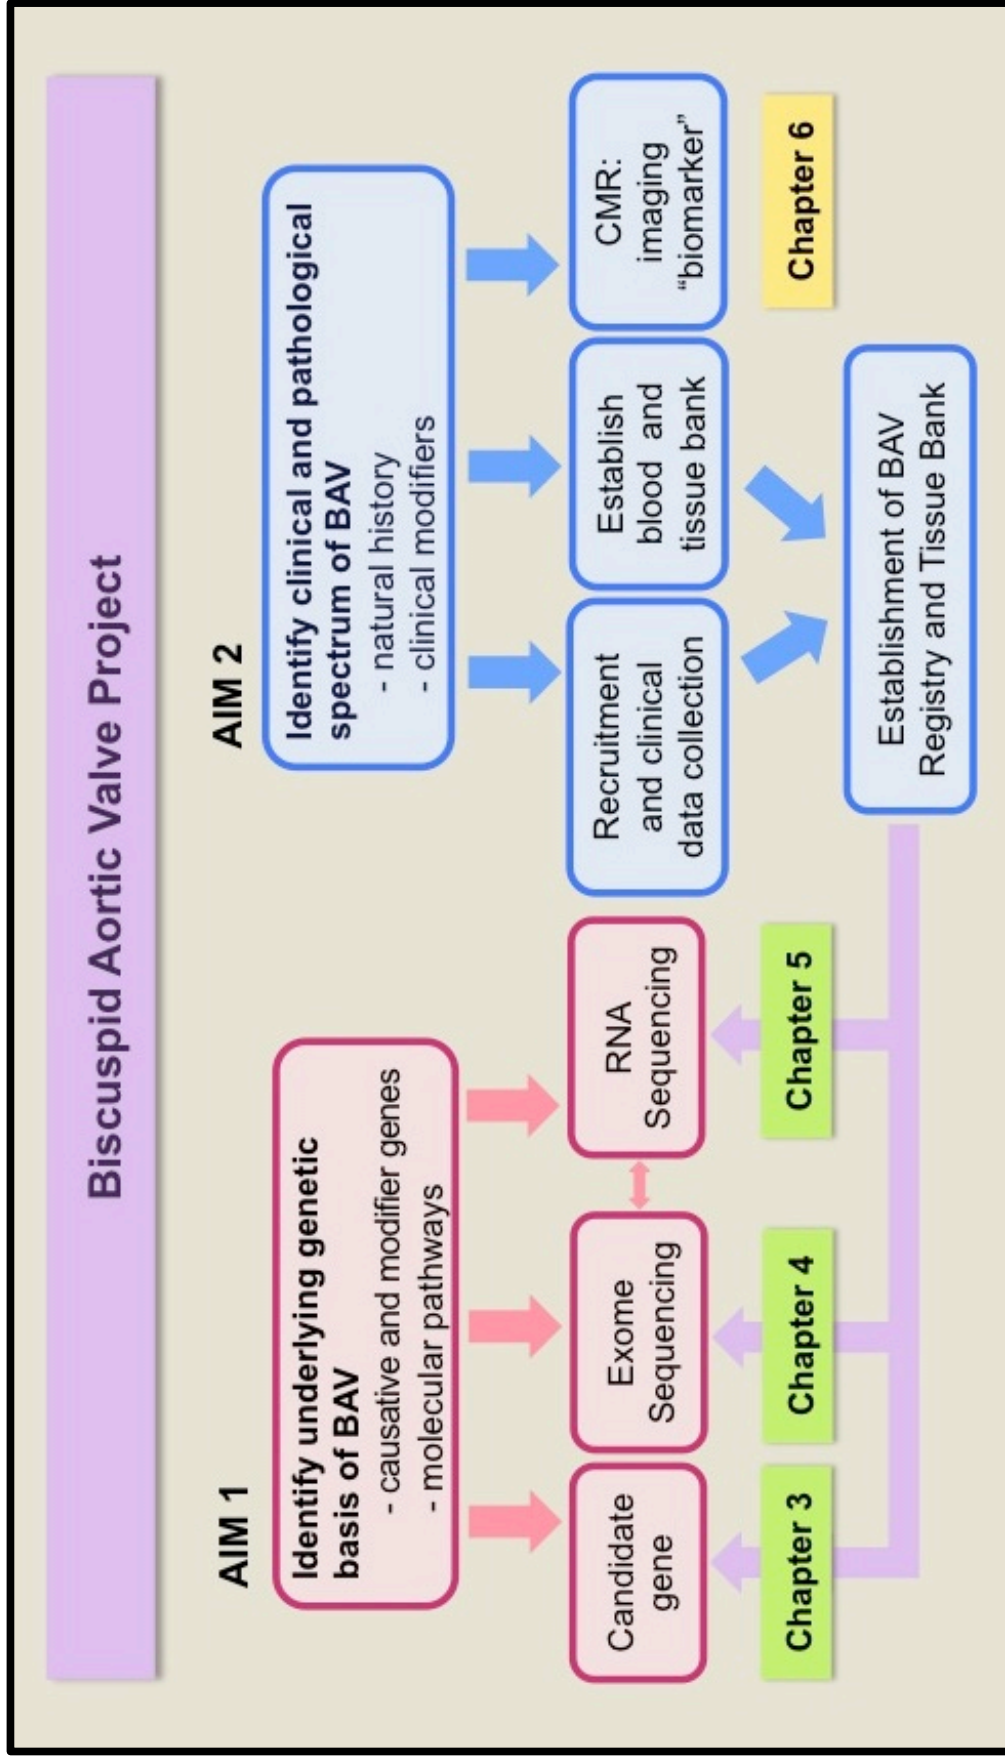 Biscuspid Aortic Valve Project
AIM 1
Identify underlying genetic
basis of BAV
- causative and modifier genes
- molecular pathways
Candidate
gene
Exome
Sequencing
RNA
Sequencing
Chapter 3
Chapter 4
Chapter 5
AIM 2
Identify clinical and pathological
spectrum of BAV
- natural history
- clinical modifiers
Recruitment
and clinical
data collection
Establish
blood and
tissue bank
CMR:
imaging
“biomarker”
Chapter 6
Establishment of BAV
Registry and Tissue Bank